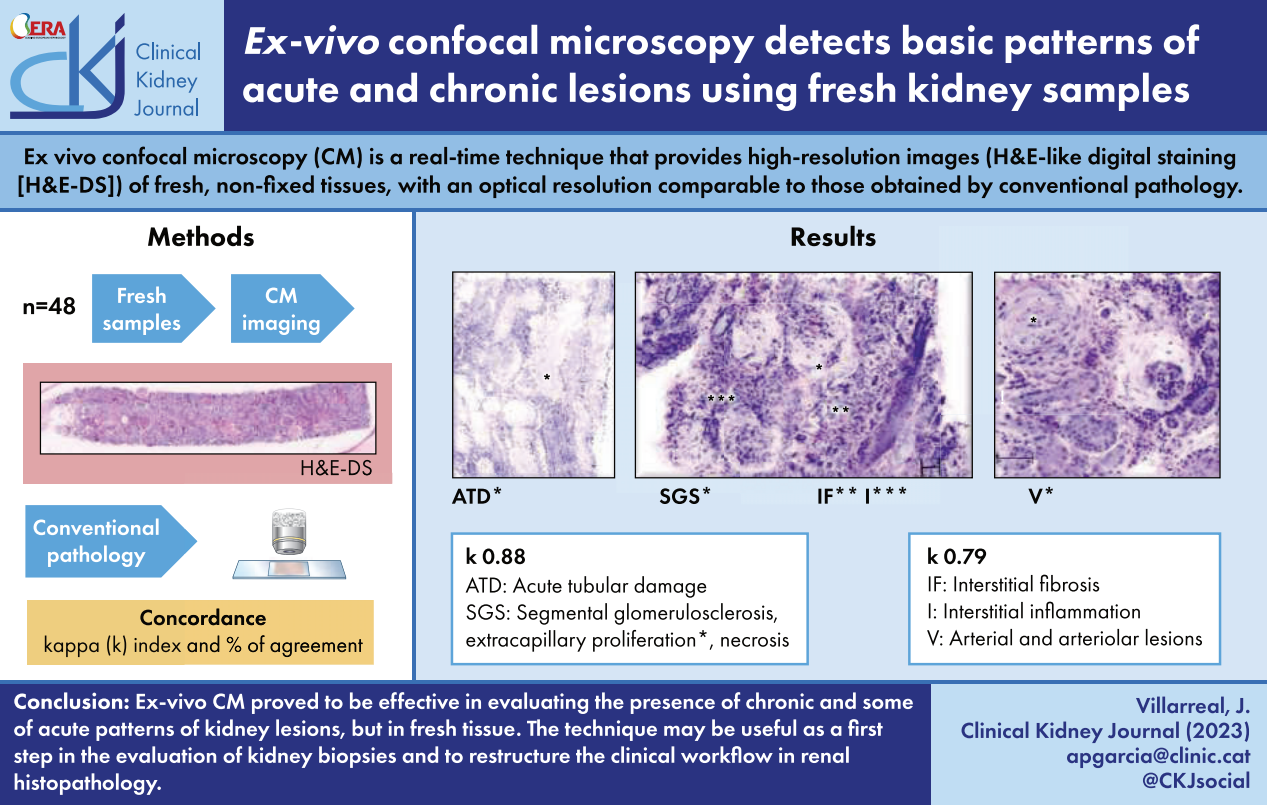 ERA
CKJ
Clinical
Kidney
Journal
Ex-vivo confocal microscopy detects basic patterns of
acute and chronic lesions using fresh kidney samples
Ex vivo confocal microscopy (CM) is a real-time technique that provides high-resolution images (H&E-like digital staining
[H&E-DS]) of fresh, non-fixed tissues, with an optical resolution comparable to those obtained by conventional pathology.
Methods
n=48
Fresh
samples
CM
imaging
H&E-DS
Conventional
pathology
Concordance
kappa (k) index and % of agreement
Results
*
*
***
**
*
ATD*
SGS*
IF** I***
V*
k 0.88
ATD: Acute tubular damage
SGS: Segmental glomerulosclerosis,
extracapillary proliferation*, necrosis
k 0.79
IF: Interstitial fibrosis
I: Interstitial inflammation
V: Arterial and arteriolar lesions
Conclusion: Ex-vivo CM proved to be effective in evaluating the presence of chronic and some
of acute patterns of kidney lesions, but in fresh tissue. The technique may be useful as a first
step in the evaluation of kidney biopsies and to restructure the clinical workflow in renal
histopathology.
Villarreal, J.
Clinical Kidney Journal (2023)
apgarcia@clinic.cat
@CKJsocial